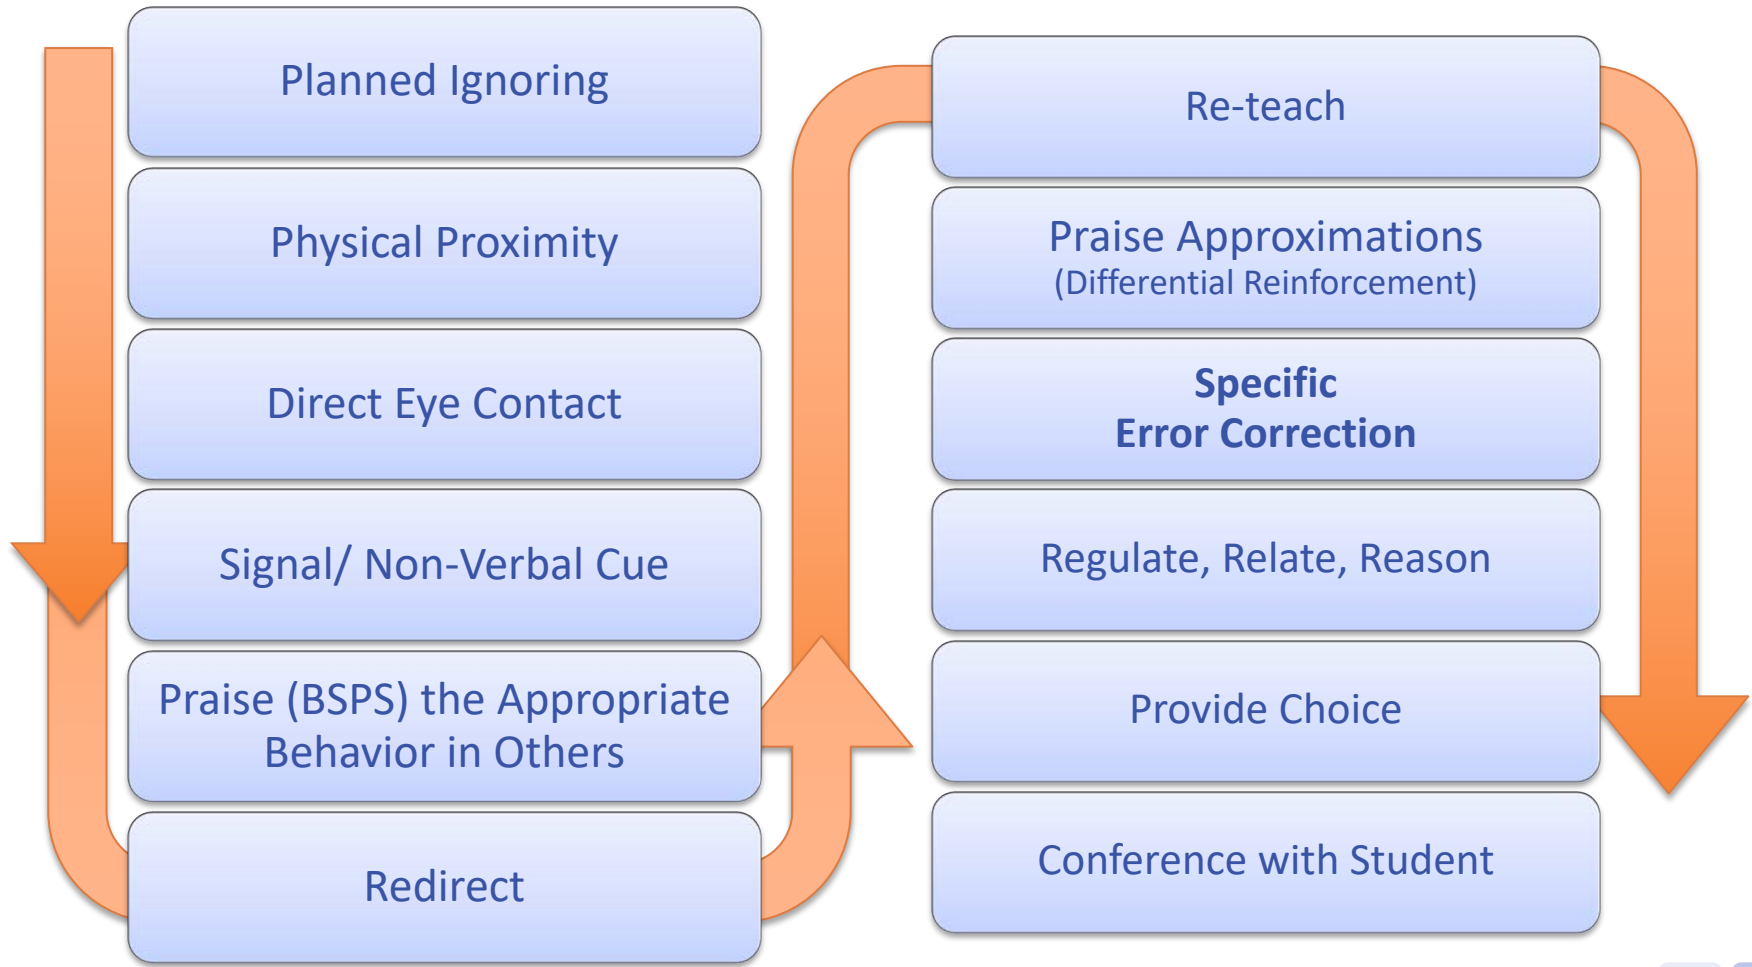 Planned Ignoring
Physical Proximity
Direct Eye Contact
Signal/ Non-Verbal Cue
Praise (BSPS) the Appropriate
Behavior in Others
Redirect
Re-teach
Praise Approximations
(Differential Reinforcement)
Specific
Error Correction
Regulate, Relate, Reason
Provide Choice
Conference with Student